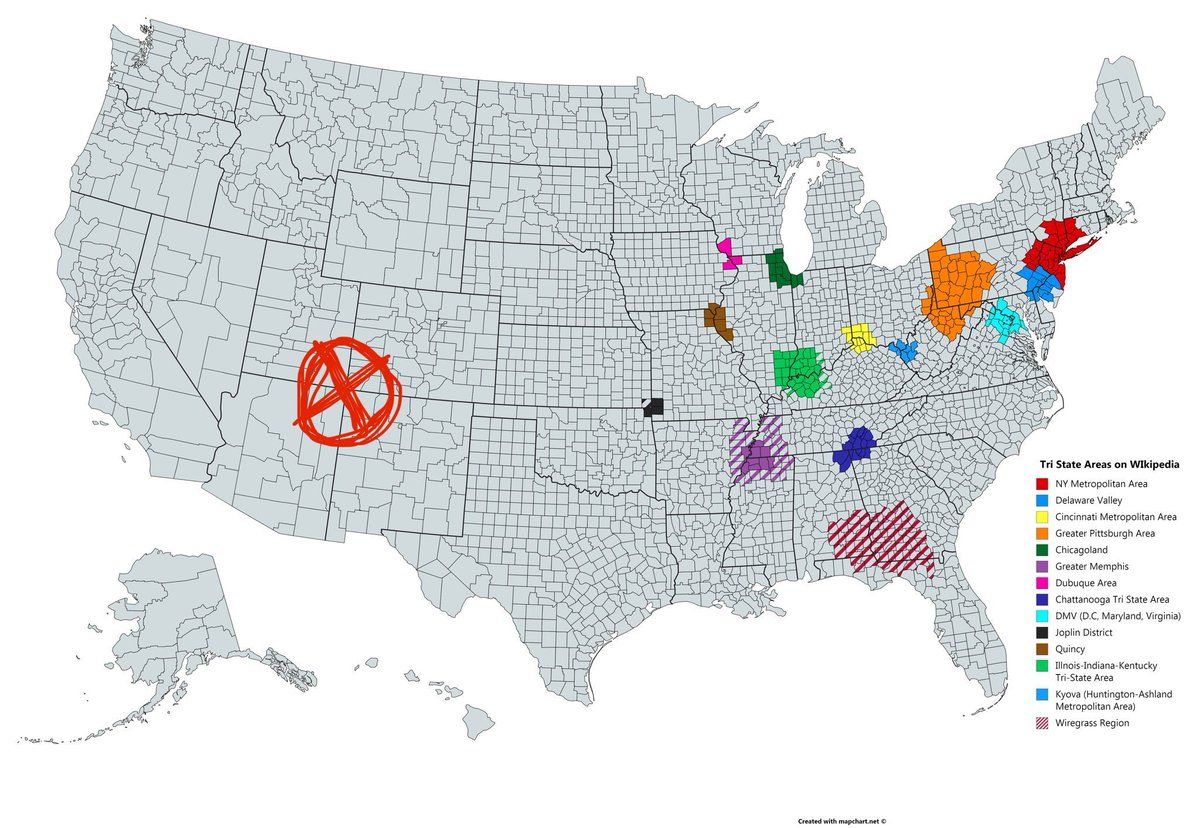 Tri State Areas on WIkipedia
NY Metropolitan Area
Delaware Valley
Cincinnati Metropolitan Area
Greater Pittsburgh Area
Chicagoland
Greater Memphis
Dubuque Area
Chattanooga Tri State Area
DMV (D.C, Maryland, Virginia)
Joplin District
Quincy
Illnois-Indiana-Kentucky
Tri-State Area
Kyova (Huntington-Ashland
Metropolitan Area)
Wiregrass Region
Created with mapchart.net ©